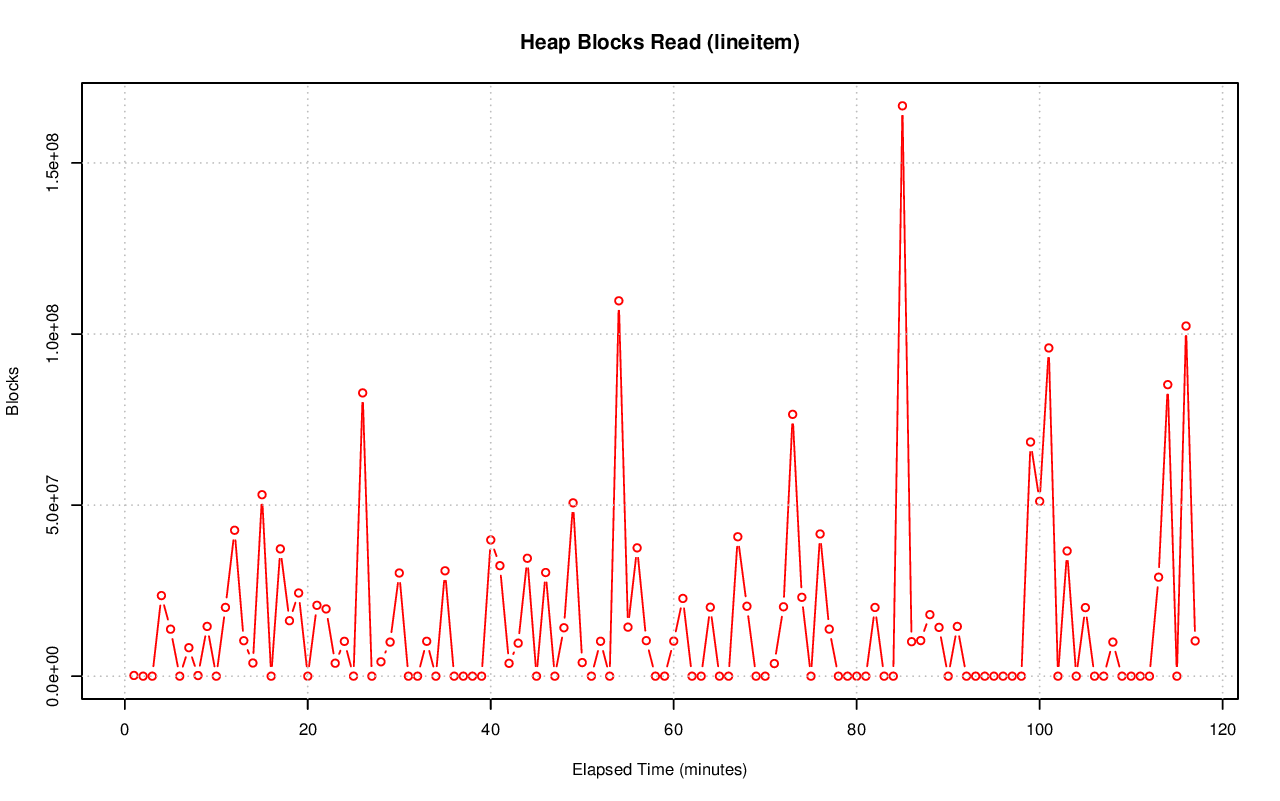 Heap Blocks Read (lineitem)
Blocks
1.5e+08
1.0e+08
5.0e+07
0.0e+00
0 20 40 60 80 100 120
Elapsed Time (minutes)